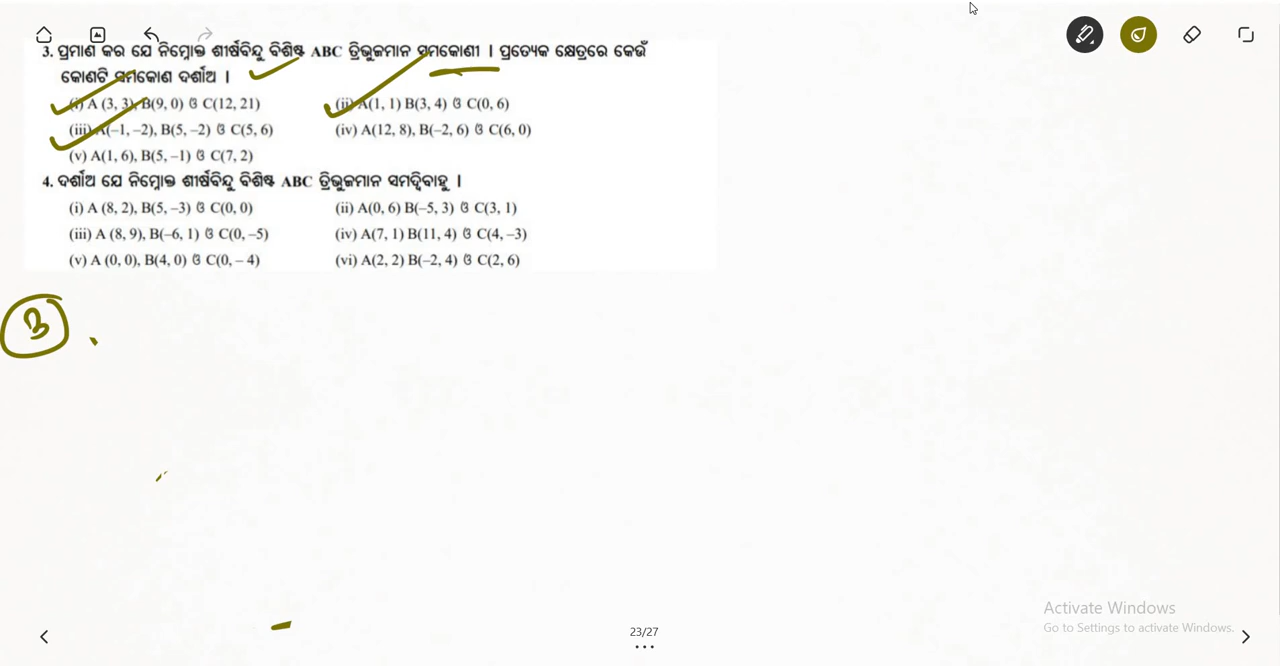 3. ପ୍ରମାଣ କର ଯେ ନିମ୍ନୋକ୍ତ ଶୀର୍ଷବିନ୍ଦୁ ବିଶିଷ୍ଟ ABC ତ୍ରିଭୁଜମାନ ସମକୋଣୀ । ପ୍ରତ୍ୟେକ କ୍ଷେତ୍ରରେ କେଉଁ
କୋଣଟି ସମକୋଣ ଦର୍ଶାଅ ।
(i) A (3, 3), B(9, 0) ଓ C(12, 21) (ii) A(1, 1) B(3, 4) ଓ C(0, 6)
(iii) A(–1, –2), B(5, –2) ଓ C(5, 6) (iv) A(12, 8), B(–2, 6) ଓ C(6, 0)
(v) A(1, 6), B(5, –1) ଓ C(7, 2)
4. ଦର୍ଶାଅ ଯେ ନିମ୍ନୋକ୍ତ ଶୀର୍ଷବିନ୍ଦୁ ବିଶିଷ୍ଟ ABC ତ୍ରିଭୁଜମାନ ସମଦ୍ୱିବାହୁ ।
(i) A (8, 2), B(5, –3) ଓ C(0, 0) (ii) A(0, 6) B(–5, 3) ଓ C(3, 1)
(iii) A (8, 9), B(–6, 1) ଓ C(0, –5) (iv) A(7, 1) B(11, 4) ଓ C(4, –3)
(v) A (0, 0), B(4, 0) ଓ C(0, – 4) (vi) A(2, 2) B(–2, 4) ଓ C(2, 6)
୩
Activate Windows
Go to Settings to activate Windows.
23/27